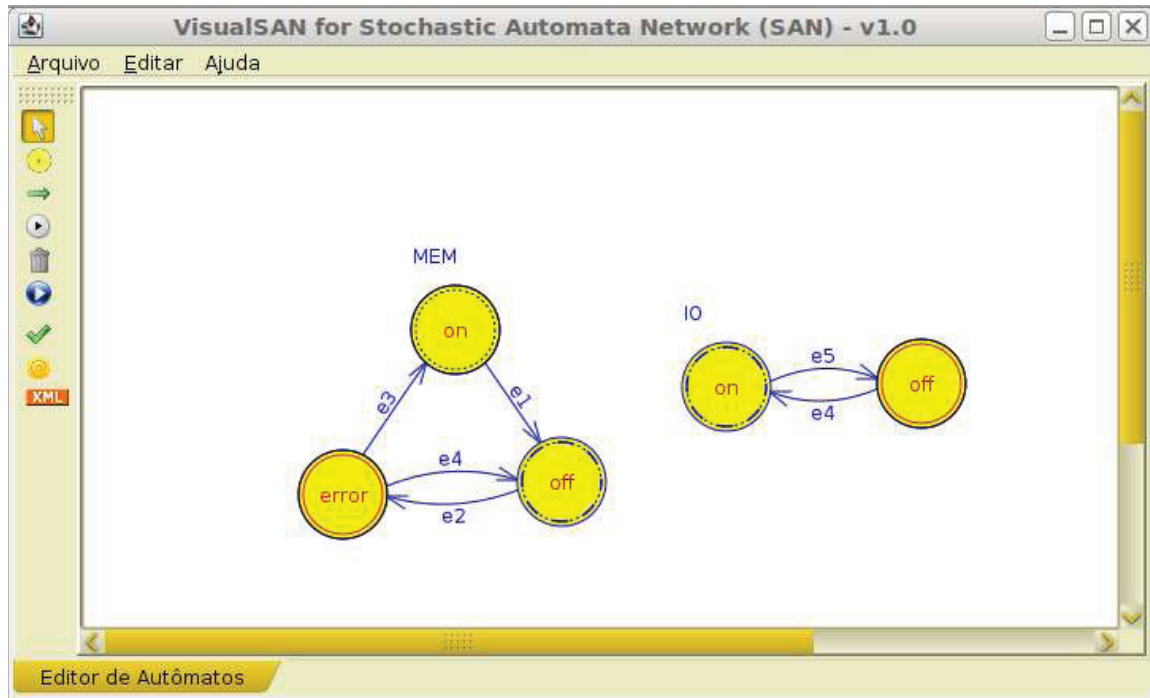 VisualSAN for Stochastic Automata Network (SAN) - v1.0
Arquivo Editar Ajuda
XML
MEM
on
e3
e1
error
e4
e2
off
IO
on
e5
e4
off
Editor de Autômatos